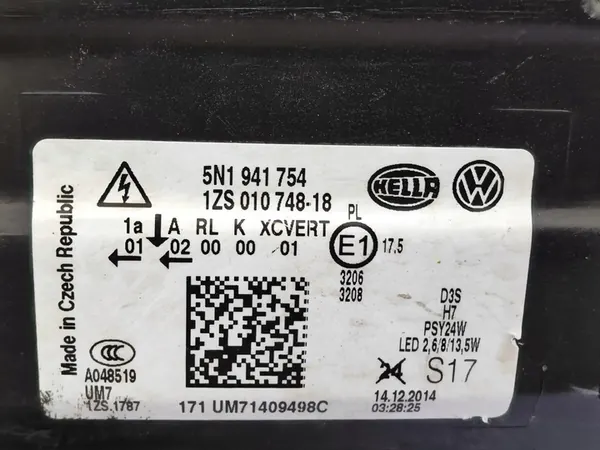 Made in Czech Republic
5N1 941 754
1ZS 010 748-18
HELLA
VW
1a A RL K XCVERT
01 02 00 00 01
PL
E1 17.5
3206
3208
D3S
H7
PSY24W
LED 2,6/8/13,5W
24 S17
CCC
A048519
UM7
1ZS.1787
171 UM71409498C
14.12.2014
03:28:25